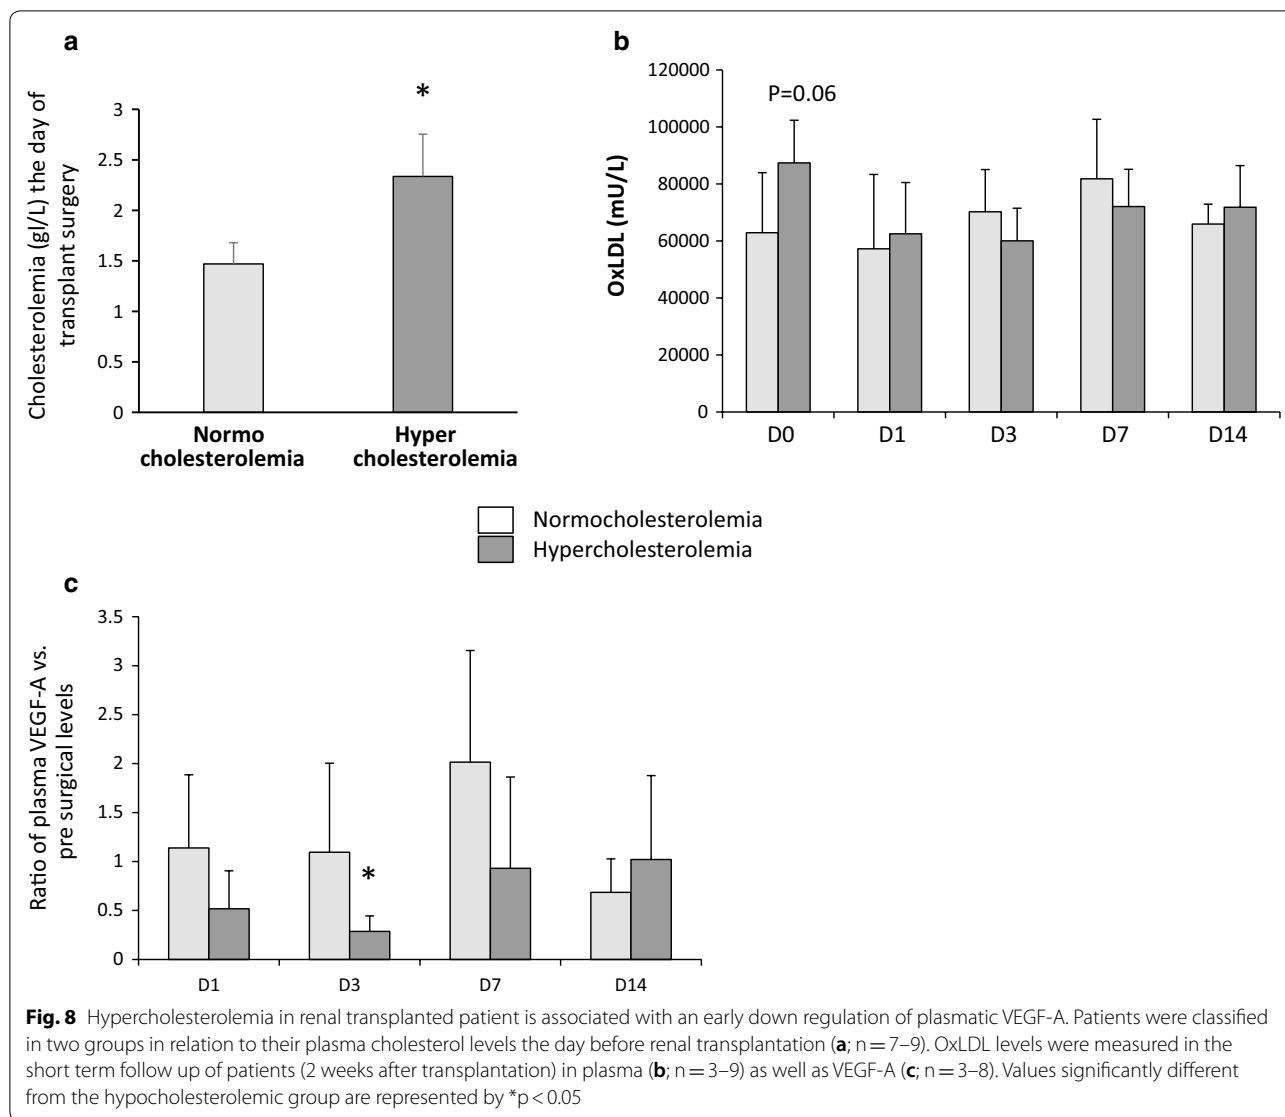 a
Cholesterolemia (gl/L) the day of
transplant surgery
*
3
2.5
2
1.5
1
0.5
0
Normo
cholesterolemia
Hyper
cholesterolemia
b
OxLDL (mU/L)
120000
100000
80000
60000
40000
20000
0
P=0.06
D0
D1
D3
D7
D14
Normocholesterolemia
Hypercholesterolemia
c
Ratio of plasma VEGF-A vs.
pre surgical levels
3.5
3
2.5
2
1.5
1
0.5
0
*
D1
D3
D7
D14
Fig. 8 Hypercholesterolemia in renal transplanted patient is associated with an early down regulation of plasmatic VEGF-A. Patients were classified
in two groups in relation to their plasma cholesterol levels the day before renal transplantation (a; n = 7–9). OxLDL levels were measured in the
short term follow up of patients (2 weeks after transplantation) in plasma (b; n = 3–9) as well as VEGF-A (c; n = 3–8). Values significantly different
from the hypocholesterolemic group are represented by *p < 0.05